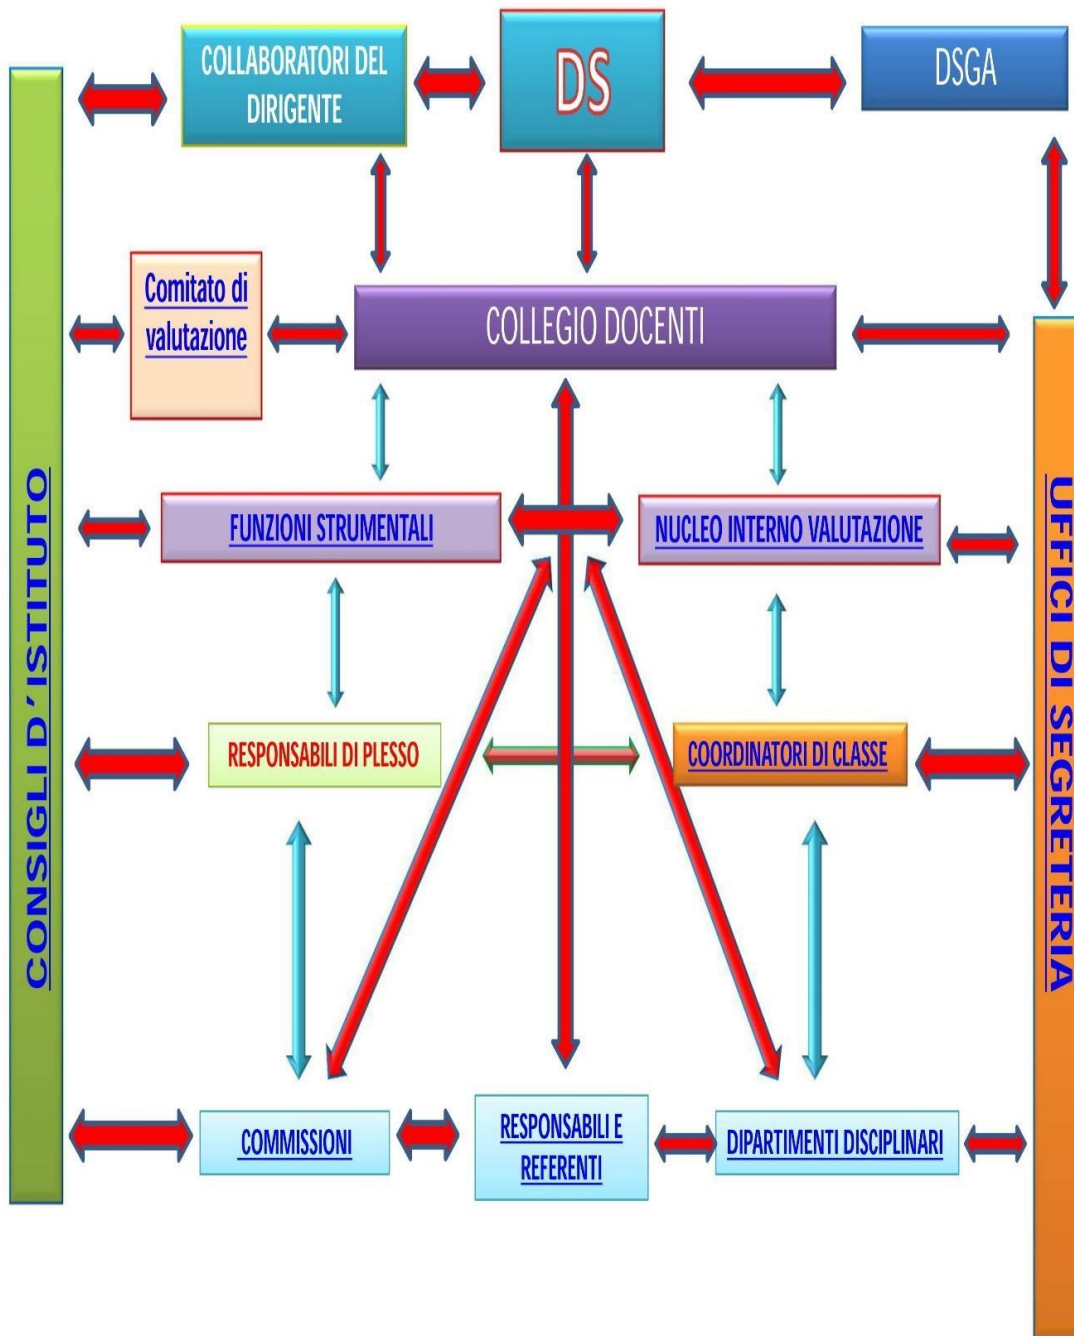 COLLABORATORI DEL
DIRIGENTE
DS
DSGA
Comitato di
valutazione
COLLEGIO DOCENTI
FUNZIONI STRUMENTALI
NUCLEO INTERNO VALUTAZIONE
CONSIGLI D´ISTITUTO
UFFICI DI SEGRETERIA
RESPONSABILI DI PLESSO
COORDINATORI DI CLASSE
COMMISSIONI
RESPONSABILI E
REFERENTI
DIPARTIMENTI DISCIPLINARI